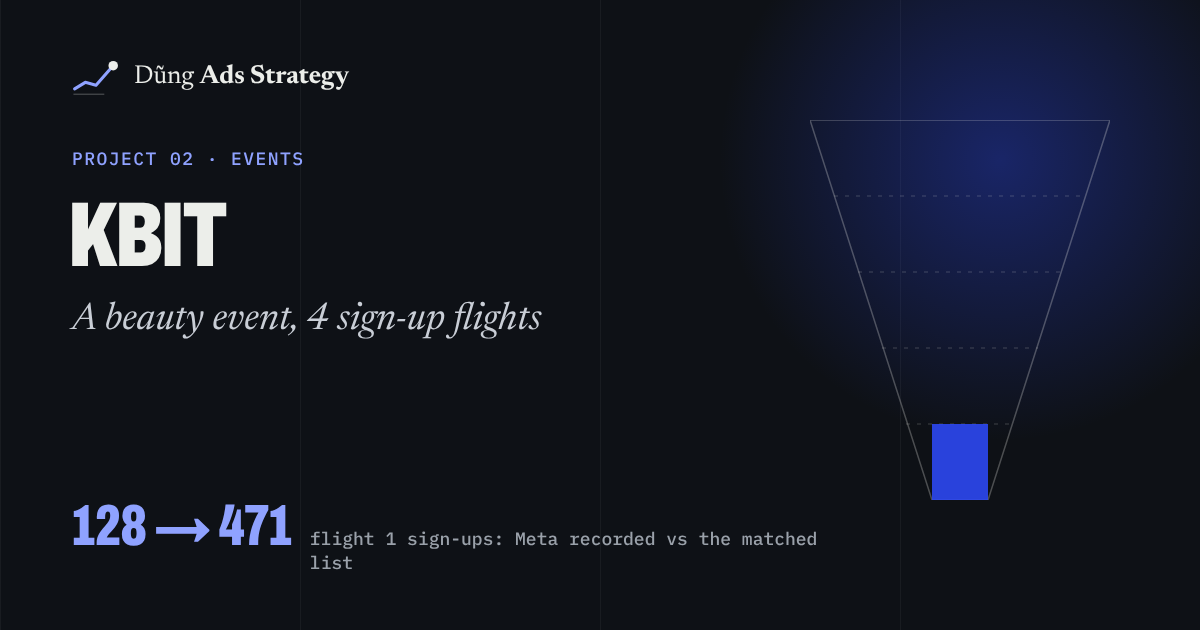 Dũng Ads Strategy
PROJECT 02 · EVENTS
KBIT
A beauty event, 4 sign-up flights
128 → 471
flight 1 sign-ups: Meta recorded vs the matched
list